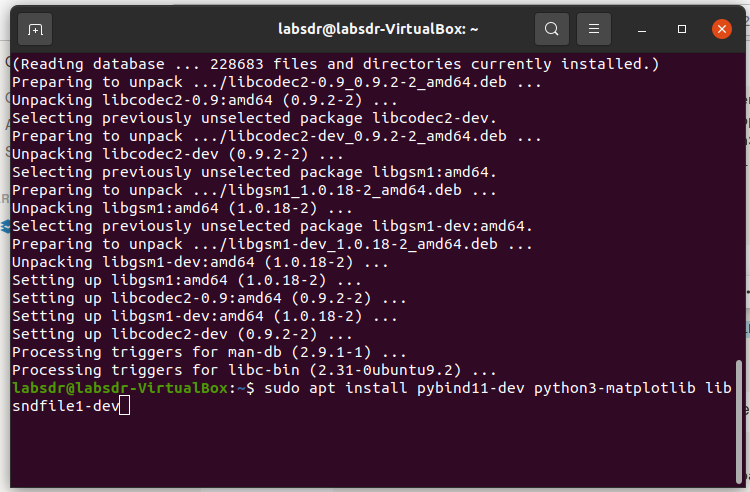 labsdr@labsdr-VirtualBox: ~
(Reading database ... 228683 files and directories currently installed.)
Preparing to unpack .../libcodec2-0.9_0.9.2-2_amd64.deb ...
Unpacking libcodec2-0.9:amd64 (0.9.2-2) ...
Selecting previously unselected package libcodec2-dev.
Preparing to unpack .../libcodec2-dev_0.9.2-2_amd64.deb ...
Unpacking libcodec2-dev (0.9.2-2) ...
Selecting previously unselected package libgsm1:amd64.
Preparing to unpack .../libgsm1_1.0.18-2_amd64.deb ...
Unpacking libgsm1:amd64 (1.0.18-2) ...
Selecting previously unselected package libgsm1-dev:amd64.
Preparing to unpack .../libgsm1-dev_1.0.18-2_amd64.deb ...
Unpacking libgsm1-dev:amd64 (1.0.18-2) ...
Setting up libgsm1:amd64 (1.0.18-2) ...
Setting up libcodec2-0.9:amd64 (0.9.2-2) ...
Setting up libgsm1-dev:amd64 (1.0.18-2) ...
Setting up libcodec2-dev (0.9.2-2) ...
Processing triggers for man-db (2.9.1-1) ...
Processing triggers for libc-bin (2.31-0ubuntu9.2) ...
labsdr@labsdr-VirtualBox:~$ sudo apt install pybind11-dev python3-matplotlib lib
sndfile1-dev